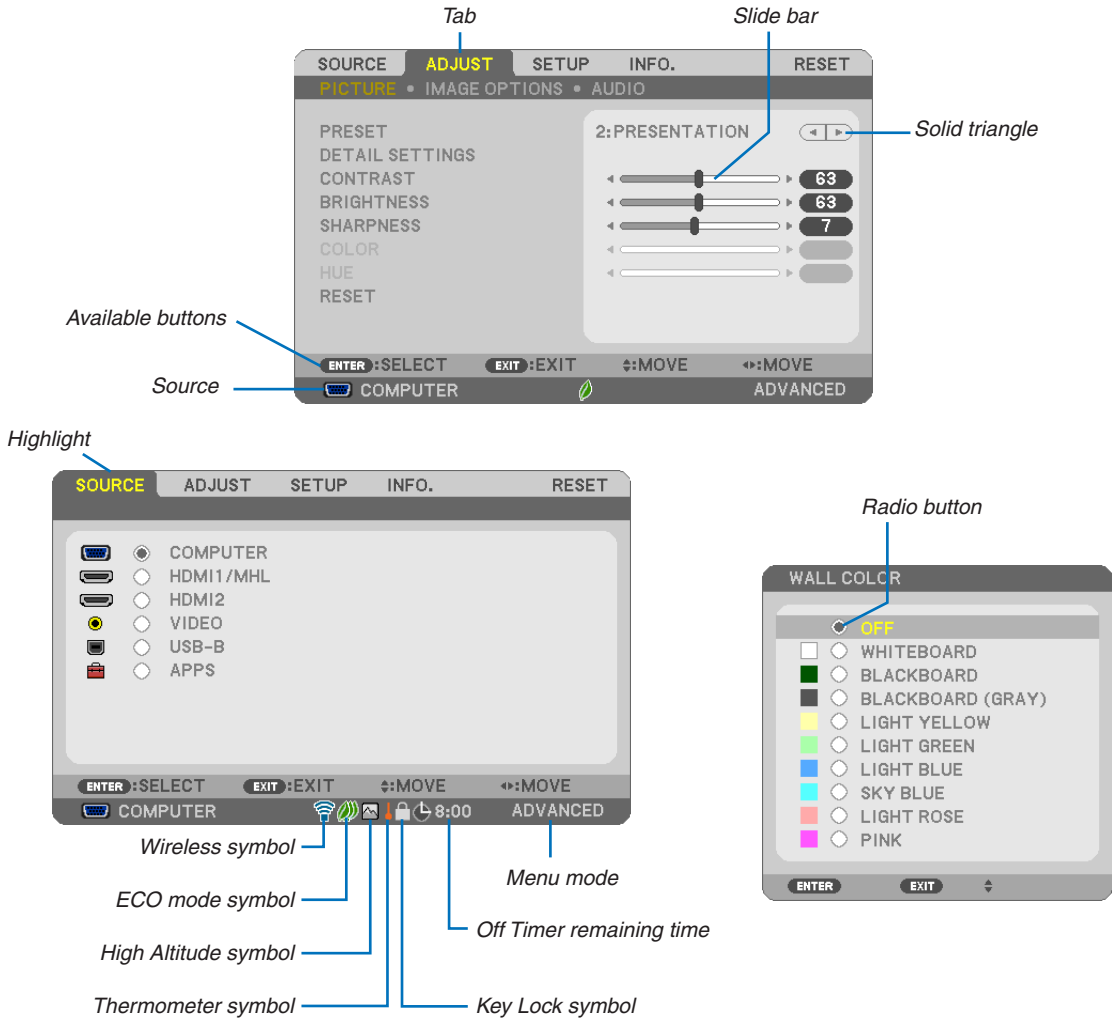 Tab
Slide bar
SOURCE ADJUST SETUP INFO. RESET
PICTURE • IMAGE OPTIONS • AUDIO
PRESET 2:PRESENTATION
Solid triangle
DETAIL SETTINGS
CONTRAST 63
BRIGHTNESS 63
SHARPNESS 7
COLOR
HUE
RESET
Available buttons
ENTER:SELECT EXIT:EXIT :MOVE :MOVE
Source
COMPUTER ADVANCED
Highlight
SOURCE ADJUST SETUP INFO. RESET
COMPUTER
HDMI1/MHL
HDMI2
VIDEO
USB-B
APPS
ENTER:SELECT EXIT:EXIT :MOVE :MOVE
COMPUTER 8:00 ADVANCED
Wireless symbol
ECO mode symbol
High Altitude symbol
Thermometer symbol
Menu mode
Off Timer remaining time
Key Lock symbol
Radio button
WALL COLOR
OFF
WHITEBOARD
BLACKBOARD
BLACKBOARD (GRAY)
LIGHT YELLOW
LIGHT GREEN
LIGHT BLUE
SKY BLUE
LIGHT ROSE
PINK
ENTER EXIT